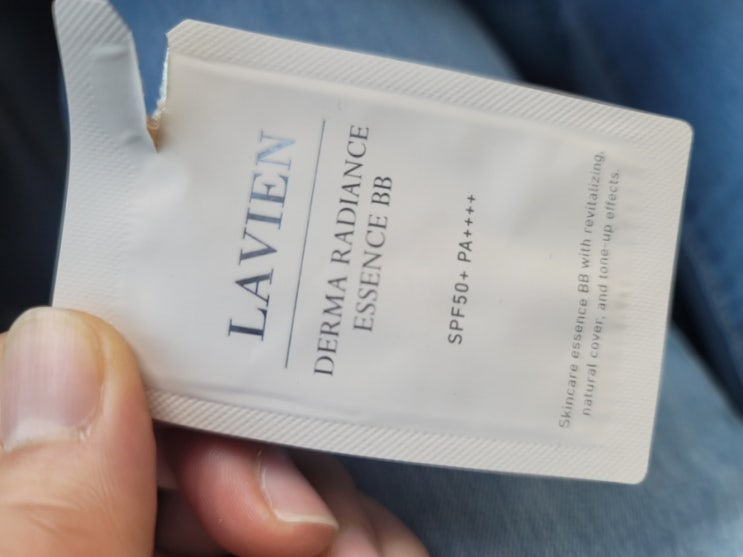 LAVIEN
DERMA RADIANCE
ESSENCE BB
SPF50+ PA++++
Skincare essence BB with revitalizing,
natural cover, and tone-up effects.